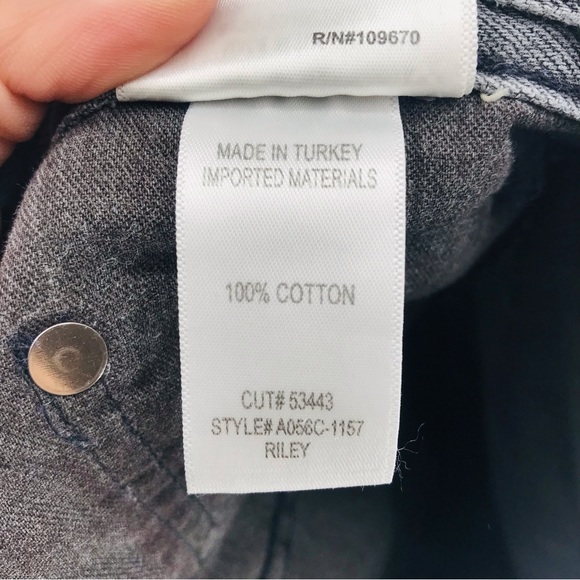 R/N#109670
MADE IN TURKEY
IMPORTED MATERIALS
100% COTTON
CUT# 53443
STYLE# A056C-1157
RILEY